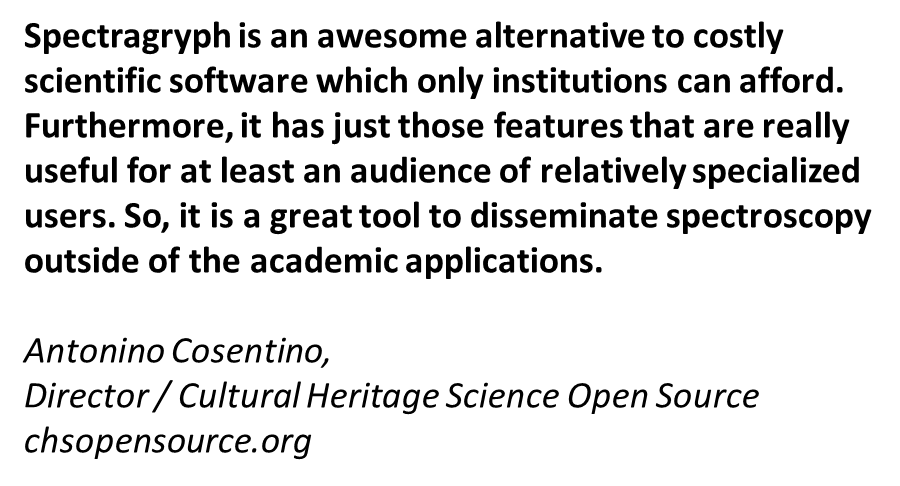 Spectragryph is an awesome alternative to costly
scientific software which only institutions can afford.
Furthermore, it has just those features that are really
useful for at least an audience of relatively specialized
users. So, it is a great tool to disseminate spectroscopy
outside of the academic applications.
Antonino Cosentino,
Director / Cultural Heritage Science Open Source
chsopensource.org